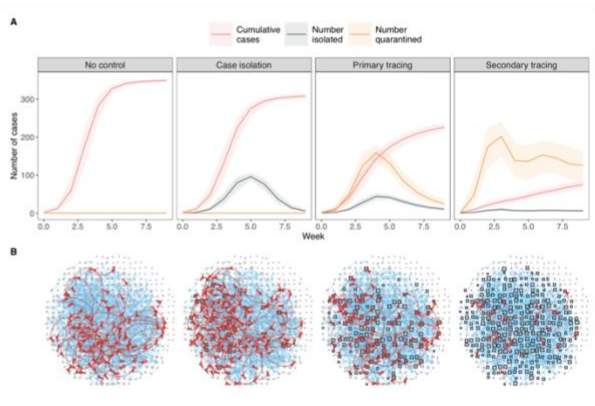 A
Cumulative cases
Number isolated
Number quarantined
No control
Case isolation
Primary tracing
Secondary tracing
Number of cases
300
200
100
0
0.0 2.5 5.0 7.5
0.0 2.5 5.0 7.5
0.0 2.5 5.0 7.5
0.0 2.5 5.0 7.5
Week
B